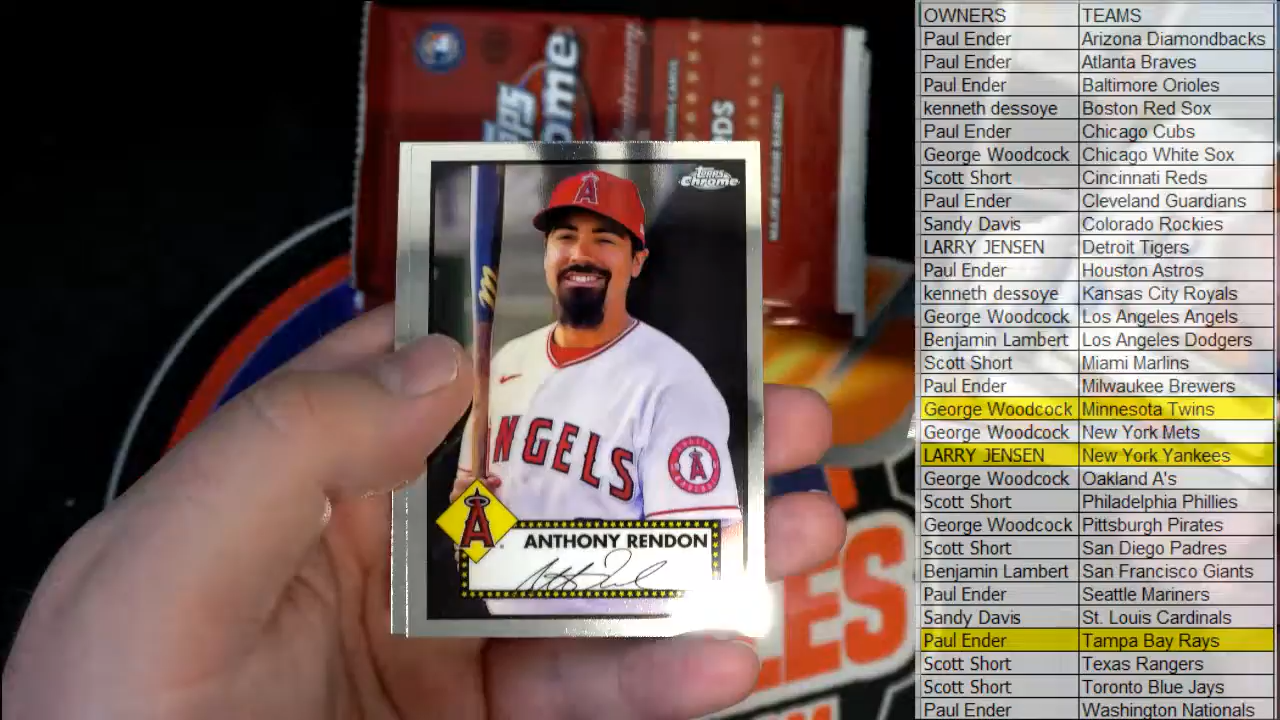 TOPPS
Chrome
ANGELS
A
ANTHONY RENDON
OWNERS TEAMS
Paul Ender Arizona Diamondbacks
Paul Ender Atlanta Braves
Paul Ender Baltimore Orioles
kenneth dessoye Boston Red Sox
Paul Ender Chicago Cubs
George Woodcock Chicago White Sox
Scott Short Cincinnati Reds
Paul Ender Cleveland Guardians
Sandy Davis Colorado Rockies
LARRY JENSEN Detroit Tigers
Paul Ender Houston Astros
kenneth dessoye Kansas City Royals
George Woodcock Los Angeles Angels
Benjamin Lambert Los Angeles Dodgers
Scott Short Miami Marlins
Paul Ender Milwaukee Brewers
George Woodcock Minnesota Twins
George Woodcock New York Mets
LARRY JENSEN New York Yankees
George Woodcock Oakland A's
Scott Short Philadelphia Phillies
George Woodcock Pittsburgh Pirates
Scott Short San Diego Padres
Benjamin Lambert San Francisco Giants
Paul Ender Seattle Mariners
Sandy Davis St. Louis Cardinals
Paul Ender Tampa Bay Rays
Scott Short Texas Rangers
Scott Short Toronto Blue Jays
Paul Ender Washington Nationals